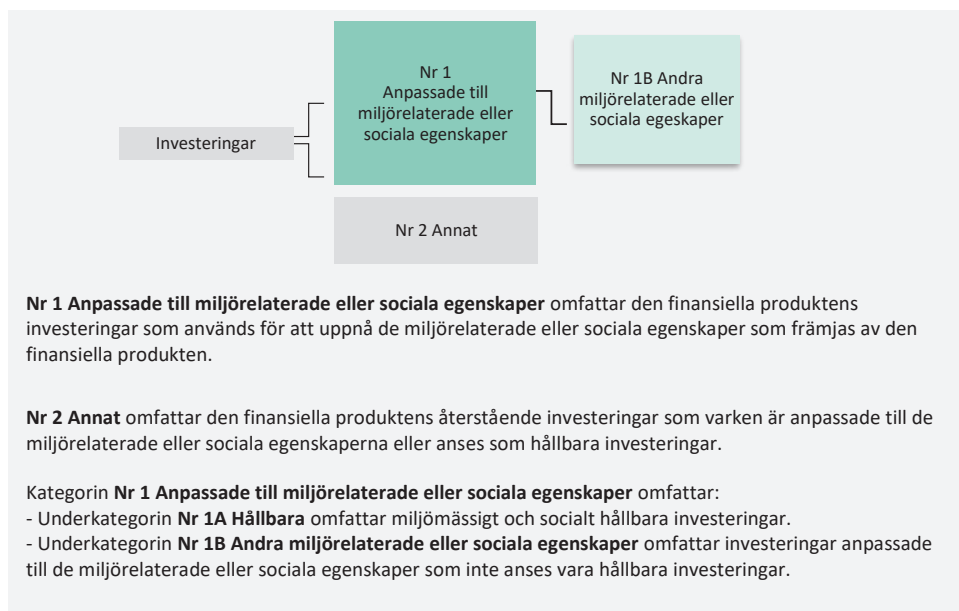 Nr 1
Anpassade till
miljörelaterade eller
sociala egenskaper
Nr 1B Andra
miljörelaterade eller
sociala egeskaper
Investeringar
Nr 2 Annat
Nr 1 Anpassade till miljörelaterade eller sociala egenskaper omfattar den finansiella produktens
investeringar som används för att uppnå de miljörelaterade eller sociala egenskaper som främjas av den
finansiella produkten.
Nr 2 Annat omfattar den finansiella produktens återstående investeringar som varken är anpassade till de
miljörelaterade eller sociala egenskaperna eller anses som hållbara investeringar.
Kategorin Nr 1 Anpassade till miljörelaterade eller sociala egenskaper omfattar:
- Underkategorin Nr 1A Hållbara omfattar miljömässigt och socialt hållbara investeringar.
- Underkategorin Nr 1B Andra miljörelaterade eller sociala egenskaper omfattar investeringar anpassade
till de miljörelaterade eller sociala egenskaper som inte anses vara hållbara investeringar.